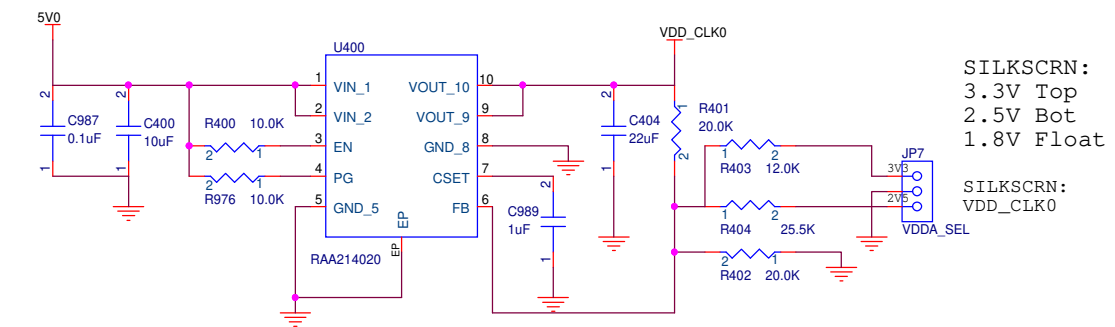 5V0
U400
VDD_CLK0
1
VIN_1
VOUT_10
10
2
VIN_2
VOUT_9
9
3
EN
GND_8
8
4
PG
CSET
7
5
GND_5
FB
6
EP
EP
RAA214020
2
C987
0.1uF
1
2
C400
10uF
1
R400 10.0K
2
1
2
1
R976 10.0K
2
C989
1uF
1
2
C404
22uF
1
1
R401
20.0K
2
1
2
R403 12.0K
1
2
R404 25.5K
2
1
R402 20.0K
JP7
3V3
2V5
VDDA_SEL
SILKSCRN:
3.3V Top
2.5V Bot
1.8V Float
SILKSCRN:
VDD_CLK0